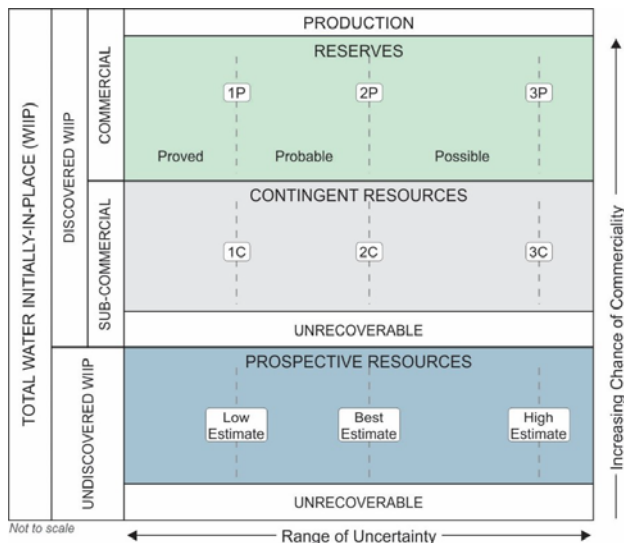 TOTAL WATER INITIALLY-IN-PLACE (WIIP)
DISCOVERED WIIP
UNDISCOVERED WIIP
COMMERCIAL
SUB-COMMERCIAL
PRODUCTION
RESERVES
1P 2P 3P
Proved Probable Possible
CONTINGENT RESOURCES
1C 2C 3C
UNRECOVERABLE
PROSPECTIVE RESOURCES
Low Estimate
Best Estimate
High Estimate
UNRECOVERABLE
Increasing Chance of Commerciality
Not to scale
Range of Uncertainty